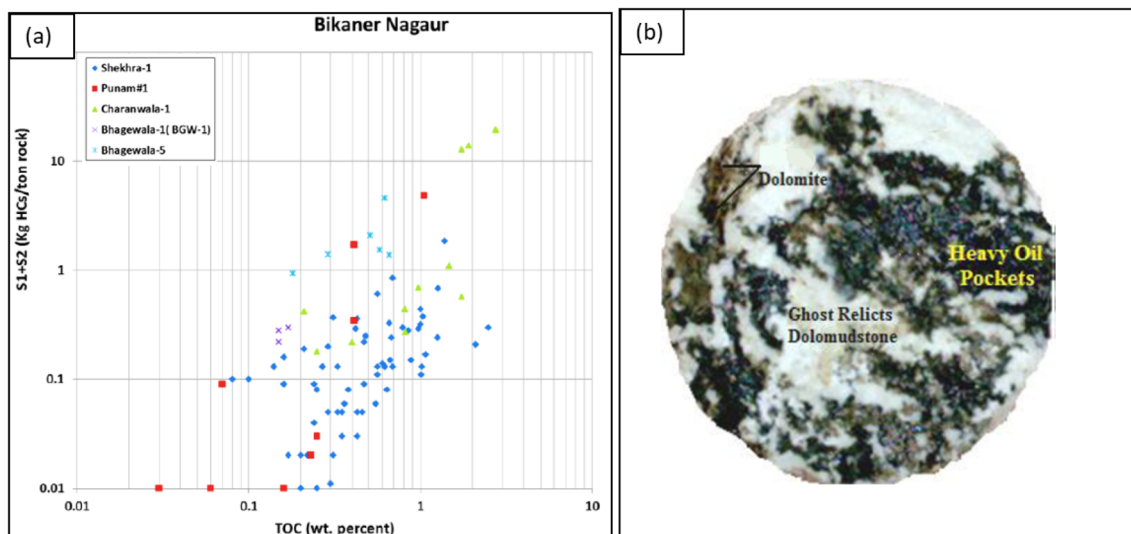 (a)
Bikaner Nagaur
S1+S2 (Kg HCs/ton rock)
Shekhra-1
Punam#1
Charanwala-1
Bhagewala-1( BGW-1)
Bhagewala-5
10
1
0.1
0.01
0.01
0.1
1
10
TOC (wt. percent)
(b)
Dolomite
Heavy Oil
Pockets
Ghost Relicts
Dolomudstone